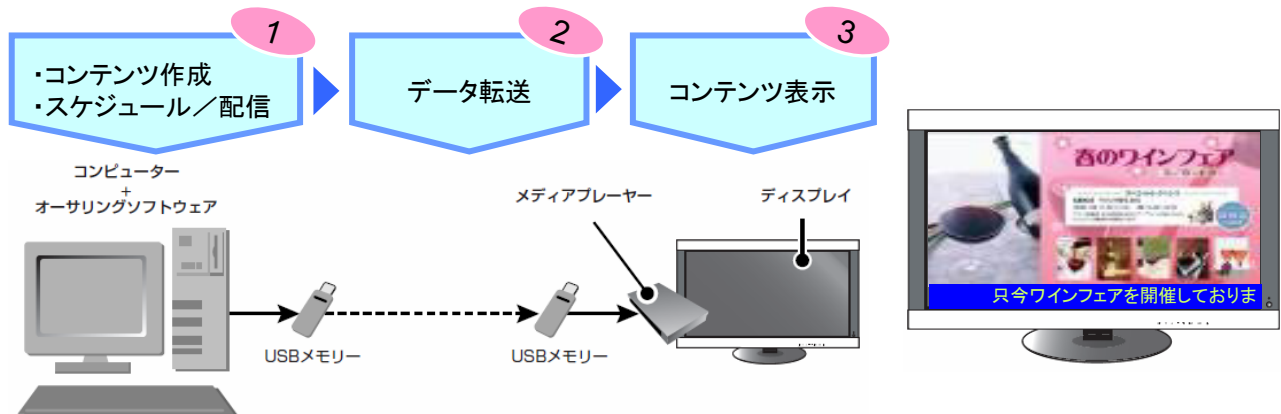 1
・コンテンツ作成
・スケジュール／配信
2
データ転送
3
コンテンツ表示
コンピューター
+
オーサリングソフトウェア
USBメモリー
USBメモリー
メディアプレーヤー
ディスプレイ
春のワインフェア
只今ワインフェアを開催しておりま